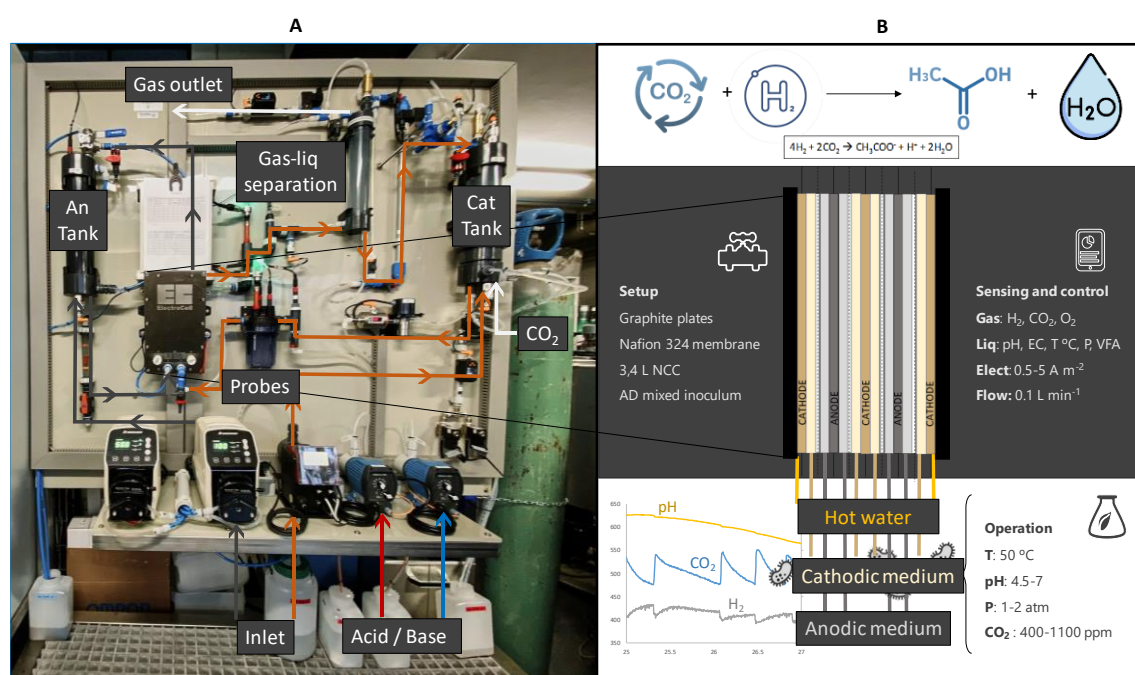 A
B
Gas outlet
Gas-liq
separation
An
Tank
Cat
Tank
ElectroCell
CO₂
Probes
Inlet
Acid / Base
CO₂
+
H₂
H₃C
OH
O
+
H₂O
4H₂ + 2CO₂ → CH₃COO⁻ + H⁺ + 2H₂O
Setup
Graphite plates
Nafion 324 membrane
3,4 L NCC
AD mixed inoculum
CATHODE
ANODE
CATHODE
ANODE
CATHODE
Sensing and control
Gas: H₂, CO₂, O₂
Liq: pH, EC, T ºC, P, VFA
Elect: 0.5-5 A m⁻²
Flow: 0.1 L min⁻¹
650
600
550
500
450
400
350
pH
CO₂
H₂
25
25.5
26
26.5
27
Hot water
Cathodic medium
Anodic medium
Operation
T: 50 ºC
pH: 4.5-7
P: 1-2 atm
CO₂ : 400-1100 ppm